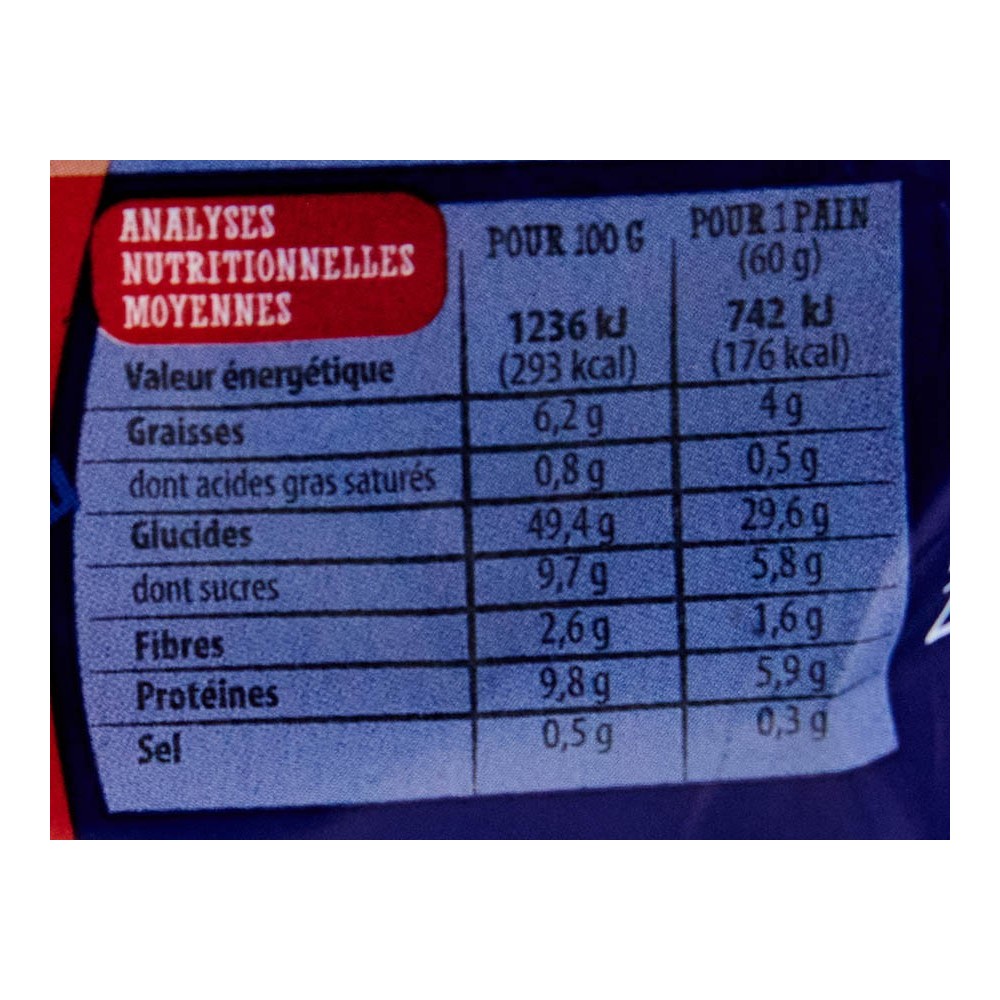 ANALYSES
NUTRITIONNELLES
MOYENNES
POUR 100 G
POUR 1 PAIN
(60 g)
Valeur énergétique 1236 kJ 742 kJ
(293 kcal) (176 kcal)
Graisses 6,2 g 4 g
dont acides gras saturés 0,8 g 0,5 g
Glucides 49,4 g 29,6 g
dont sucres 9,7 g 5,8 g
Fibres 2,6 g 1,6 g
Protéines 9,8 g 5,9 g
Sel 0,5 g 0,3 g